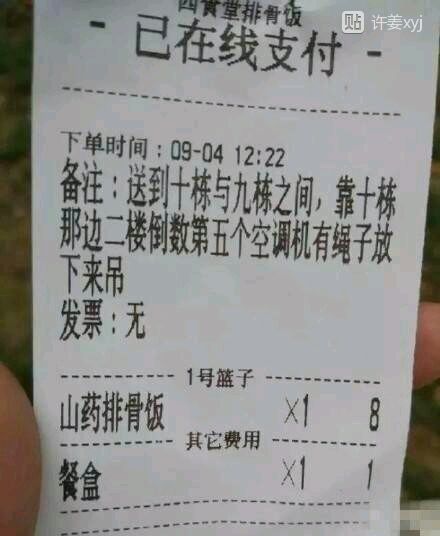 贴 许姜xyj
四食堂排骨饭
- 已在线支付 -
下单时间：09-04 12:22
备注：送到十栋与九栋之间，靠十栋
那边二楼倒数第五个空调机有绳子放
下来吊
发票：无
1号篮子
山药排骨饭 X1 8
其它费用
餐盒 X1 1